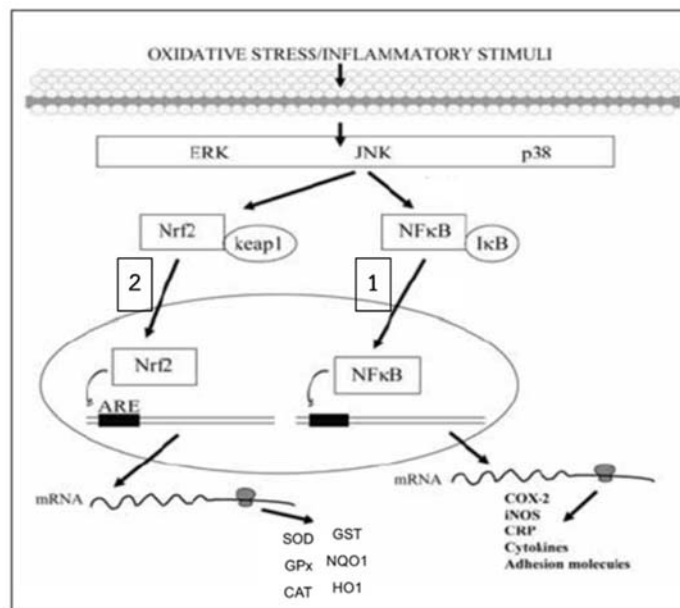 OXIDATIVE STRESS/INFLAMMATORY STIMULI
ERK JNK p38
Nrf2 keap1 NFκB IκB
2 1
Nrf2 NFκB
ARE
mRNA mRNA
COX-2
iNOS
CRP
Cytokines
Adhesion molecules
SOD GST
GPx NQO1
CAT HO1